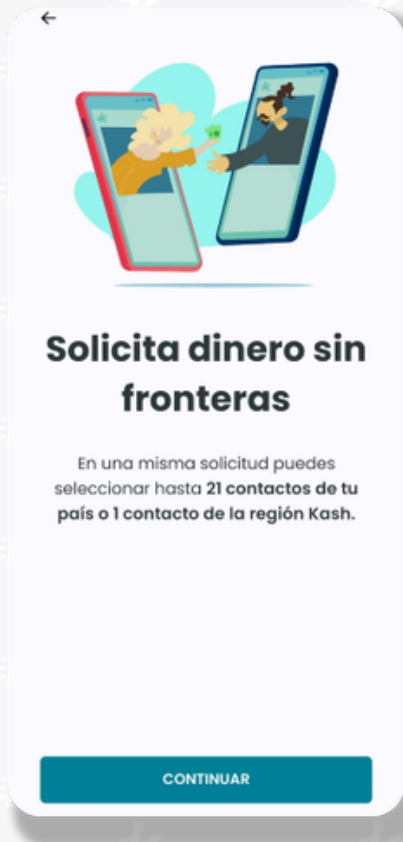 Solicita dinero sin
fronteras
En una misma solicitud puedes
seleccionar hasta 21 contactos de tu
país o 1 contacto de la región Kash.
CONTINUAR